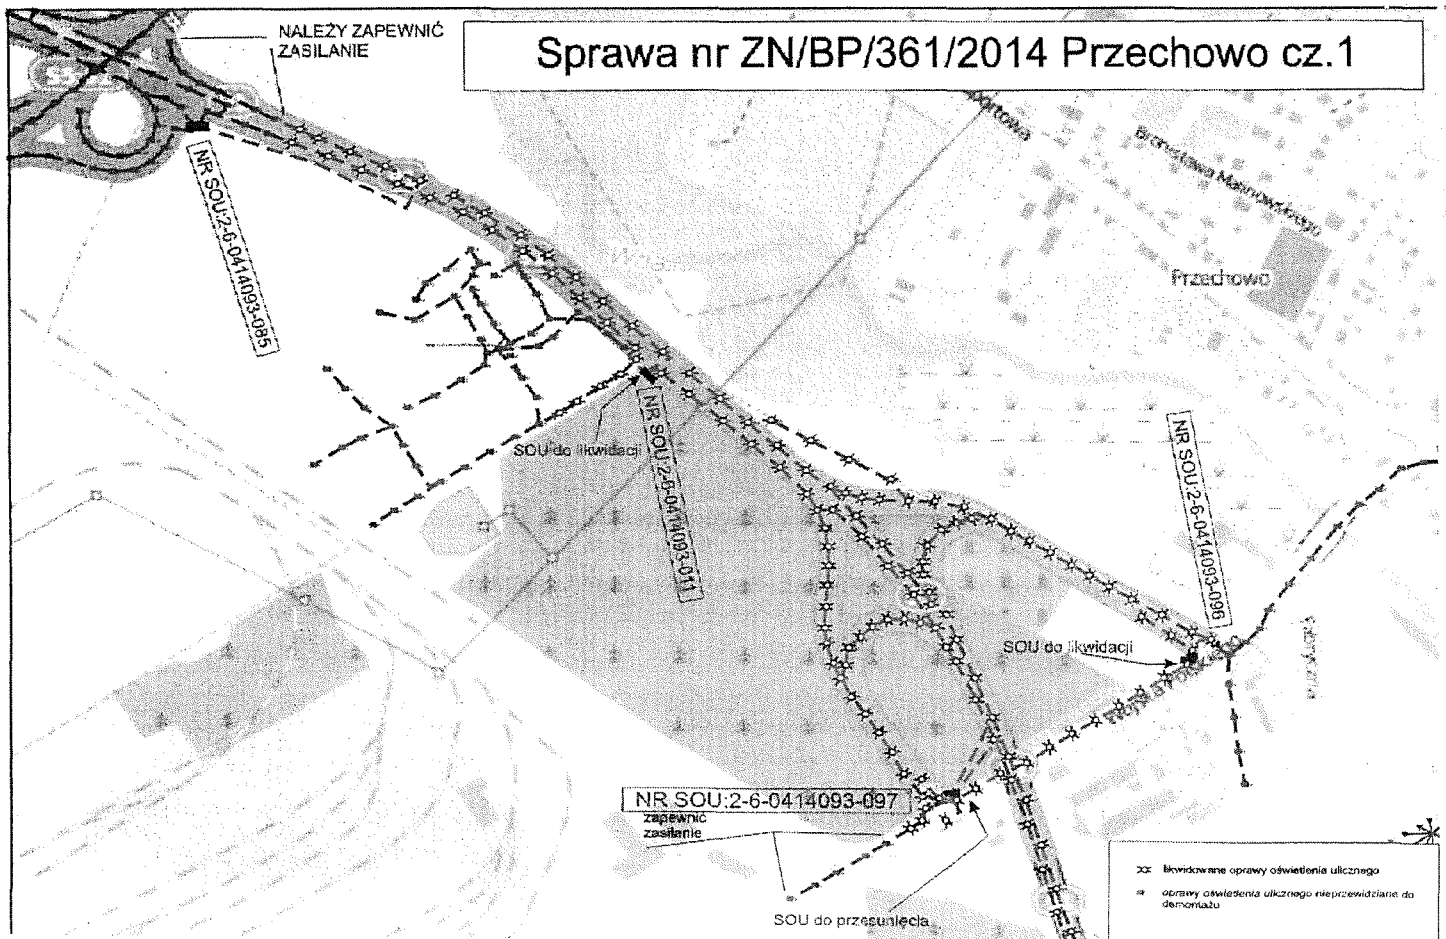 NALEŻY ZAPEWNIĆ
ZASILANIE
Sprawa nr ZN/BP/361/2014 Przechowo cz.1
Bronisława Malinowskiego
Przechowo
NR SOU:2-6-0414093-085
SOU do likwidacji
NR SOU:2-6-0414093-011
NR SOU:2-6-0414093-096
SOU do likwidacji
NR SOU:2-6-0414093-097
zapewnić
zasilanie
SOU do przesunięcia
likwidowane oprawy oświetlenia ulicznego
oprawy oświetlenia ulicznego nieprzewidziane do
demontażu